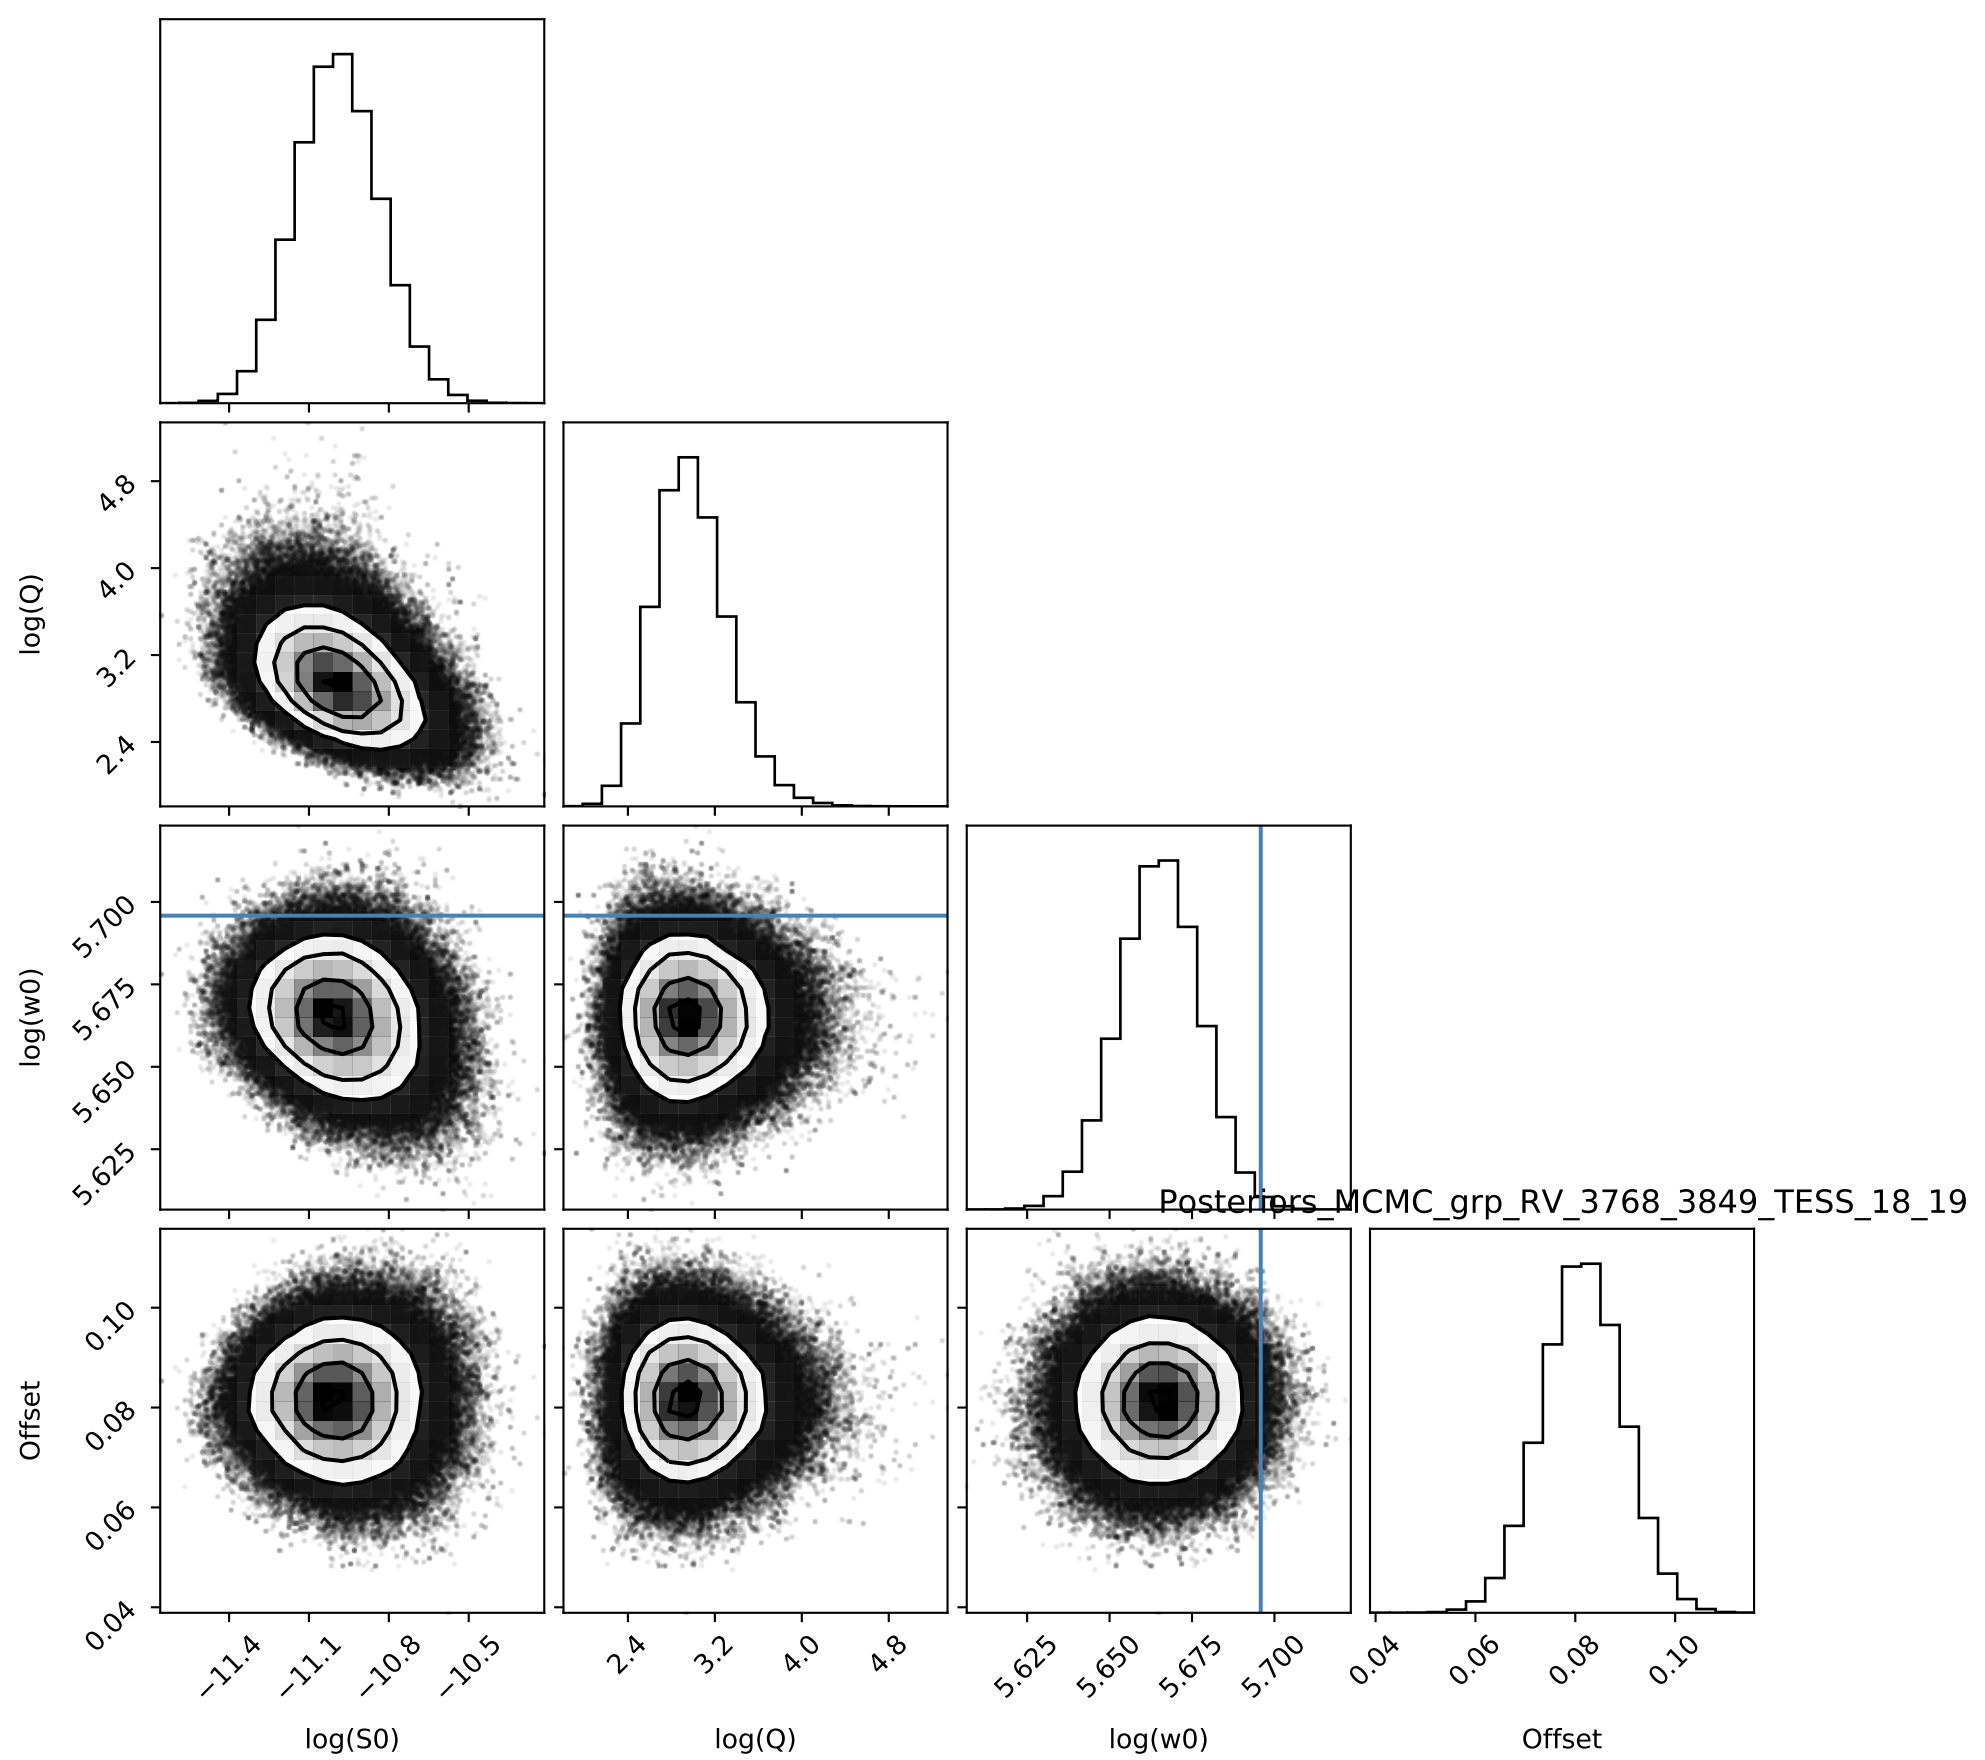 4.8
4.0
3.2
2.4
log(Q)
5.700
5.675
5.650
5.625
log(w0)
Posteriors_MCMC_grp_RV_3768_3849_TESS_18_19
0.10
0.08
0.06
0.04
Offset
−11.4 −11.1 −10.8 −10.5 2.4 3.2 4.0 4.8 5.625 5.650 5.675 5.700 0.04 0.06 0.08 0.10
log(S0) log(Q) log(w0) Offset